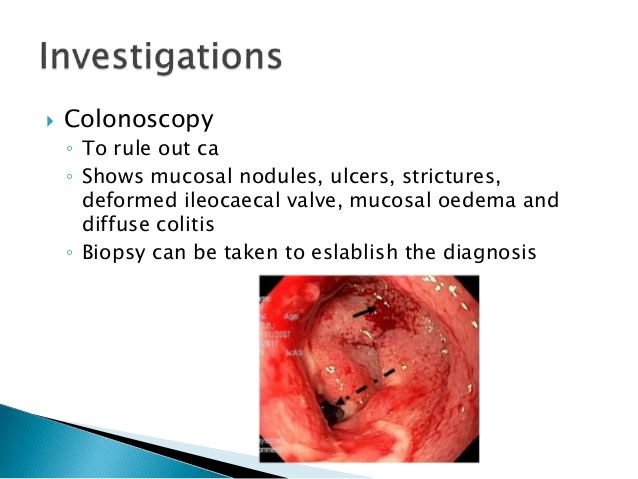 Investigations
Colonoscopy
To rule out ca
Shows mucosal nodules, ulcers, strictures,
deformed ileocaecal valve, mucosal oedema and
diffuse colitis
Biopsy can be taken to eslablish the diagnosis
Age: